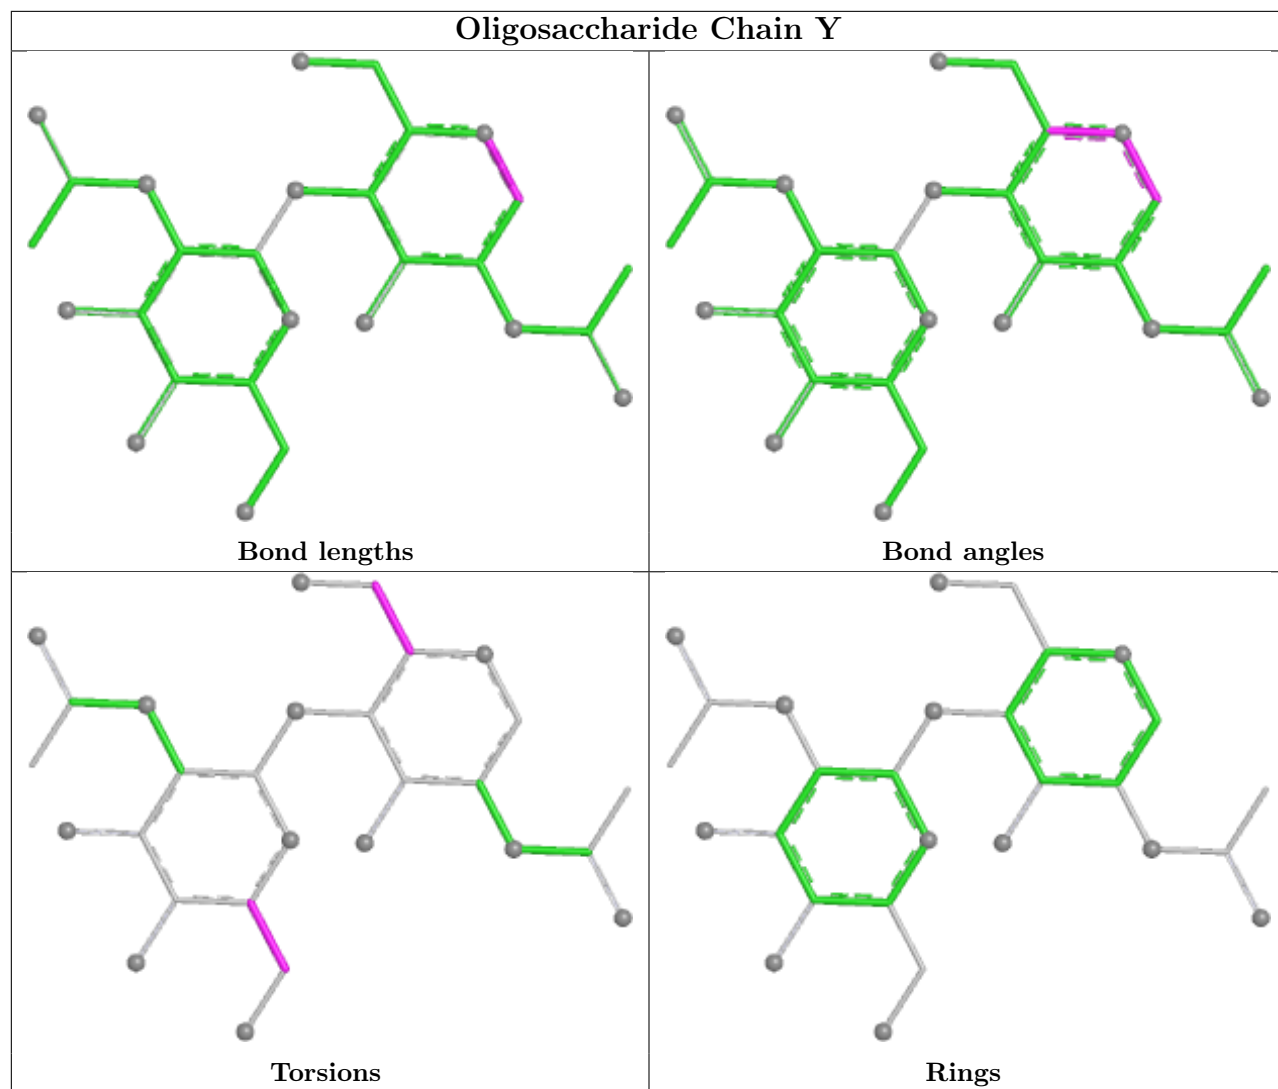 Oligosaccharide Chain Y
Bond lengths
Bond angles
Torsions
Rings